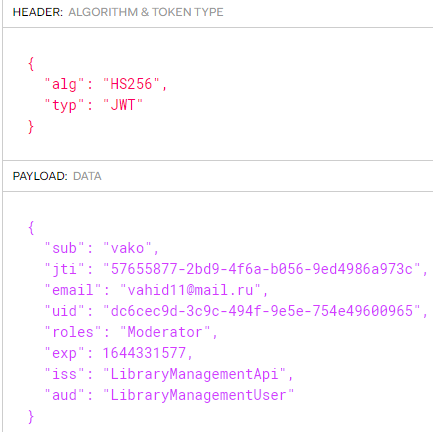 HEADER: ALGORITHM & TOKEN TYPE
{
"alg": "HS256",
"typ": "JWT"
}
PAYLOAD: DATA
{
"sub": "vako",
"jti": "57655877-2bd9-4f6a-b056-9ed4986a973c",
"email": "vahid11@mail.ru",
"uid": "dc6cec9d-3c9c-494f-9e5e-754e49600965",
"roles": "Moderator",
"exp": 1644331577,
"iss": "LibraryManagementApi",
"aud": "LibraryManagementUser"
}